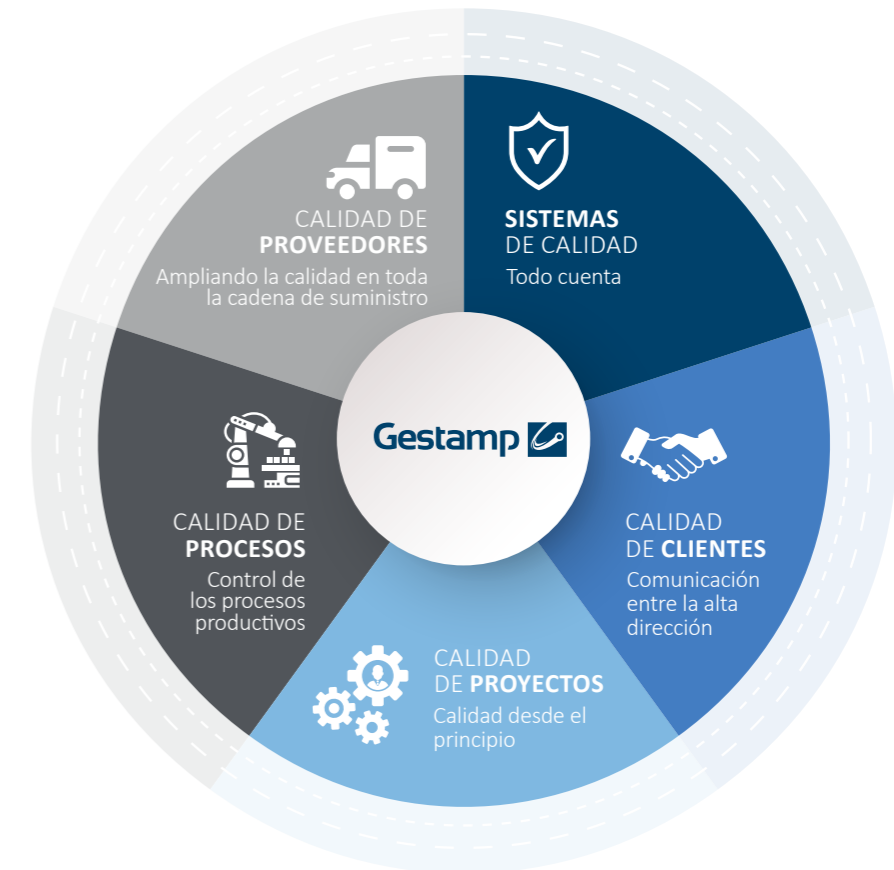 CALIDAD DE
PROVEEDORES
Ampliando la calidad en toda
la cadena de suministro
SISTEMAS
DE CALIDAD
Todo cuenta
Gestamp
CALIDAD
DE CLIENTES
Comunicación
entre la alta
dirección
CALIDAD DE
PROCESOS
Control de
los procesos
productivos
CALIDAD
DE PROYECTOS
Calidad desde el
principio